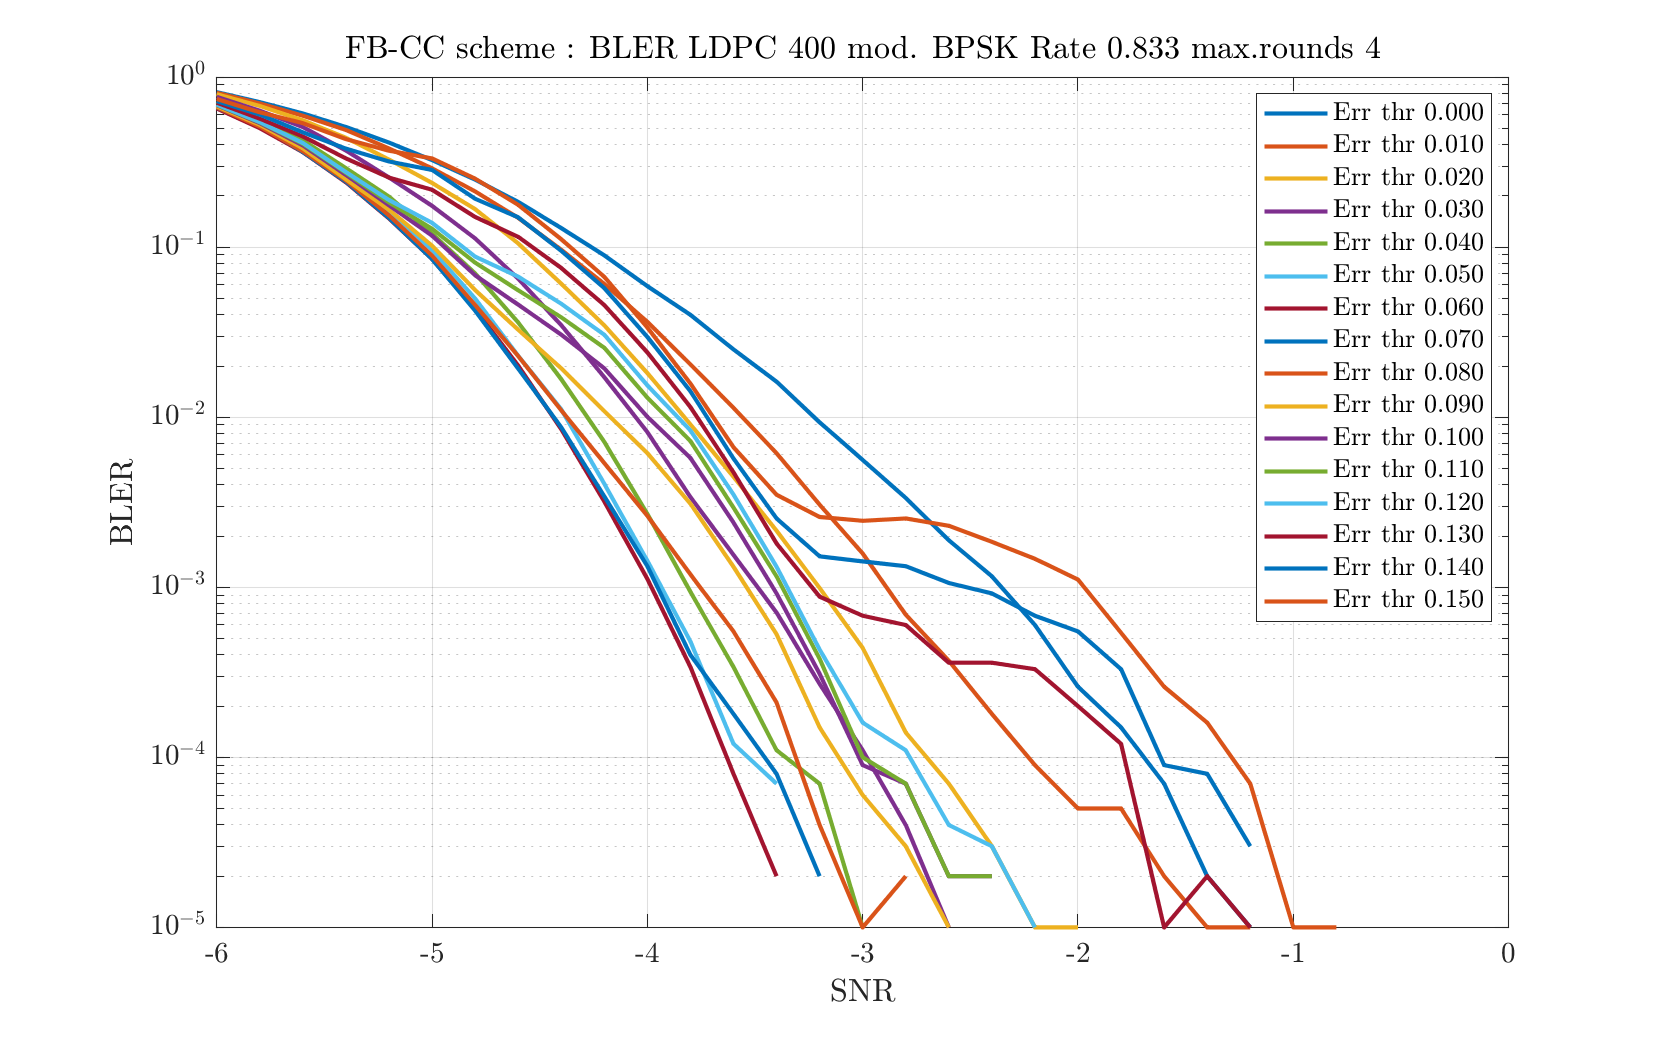 FB-CC scheme : BLER LDPC 400 mod. BPSK Rate 0.833 max.rounds 4
10^0
10^-1
10^-2
10^-3
10^-4
10^-5
BLER
-6 -5 -4 -3 -2 -1 0
SNR
Err thr 0.000
Err thr 0.010
Err thr 0.020
Err thr 0.030
Err thr 0.040
Err thr 0.050
Err thr 0.060
Err thr 0.070
Err thr 0.080
Err thr 0.090
Err thr 0.100
Err thr 0.110
Err thr 0.120
Err thr 0.130
Err thr 0.140
Err thr 0.150